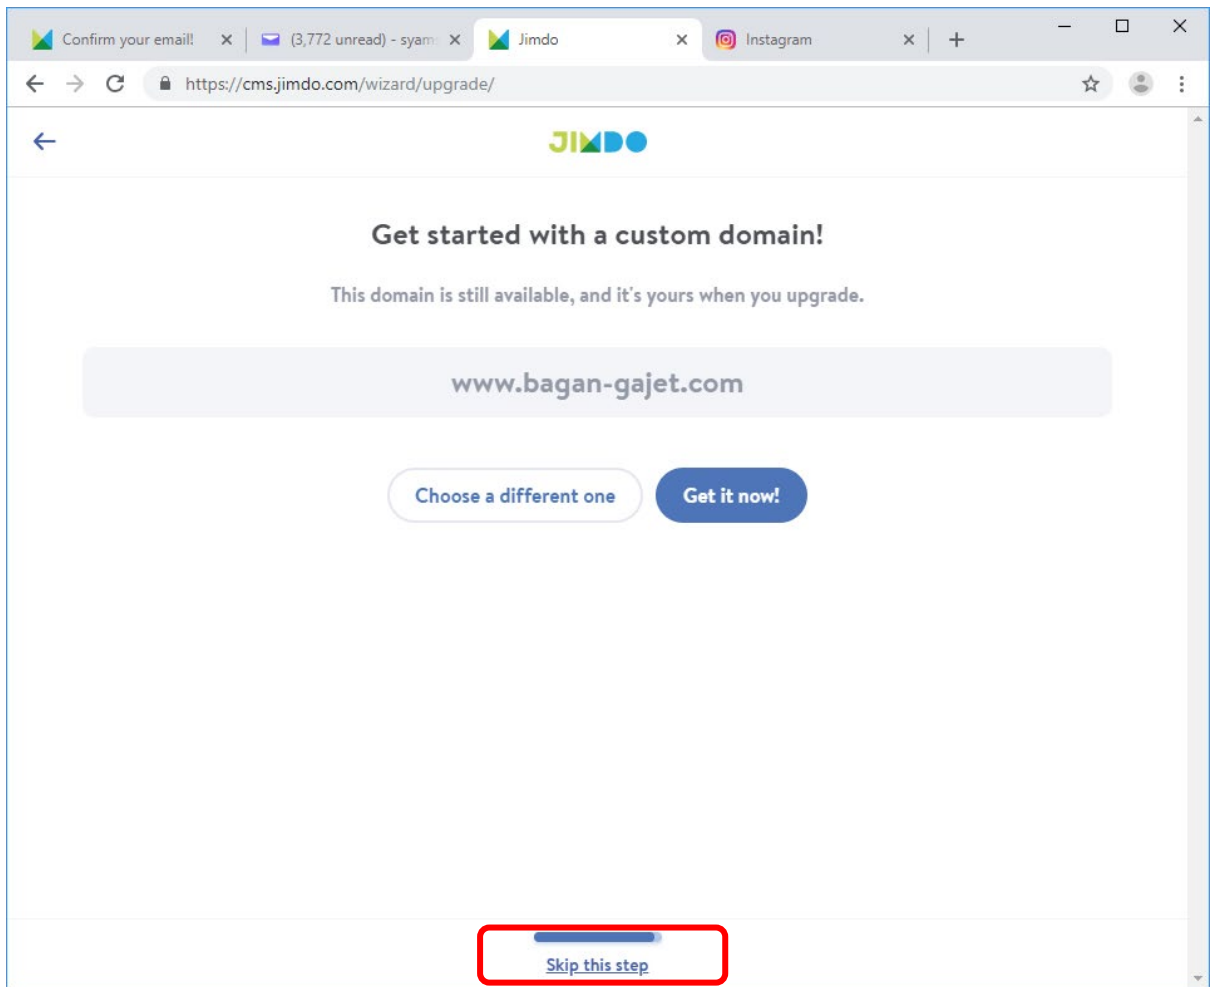 Confirm your email!
(3,772 unread) - syam
Jimdo
Instagram
https://cms.jimdo.com/wizard/upgrade/
JIMDO
Get started with a custom domain!
This domain is still available, and it's yours when you upgrade.
www.bagan-gajet.com
Choose a different one
Get it now!
Skip this step